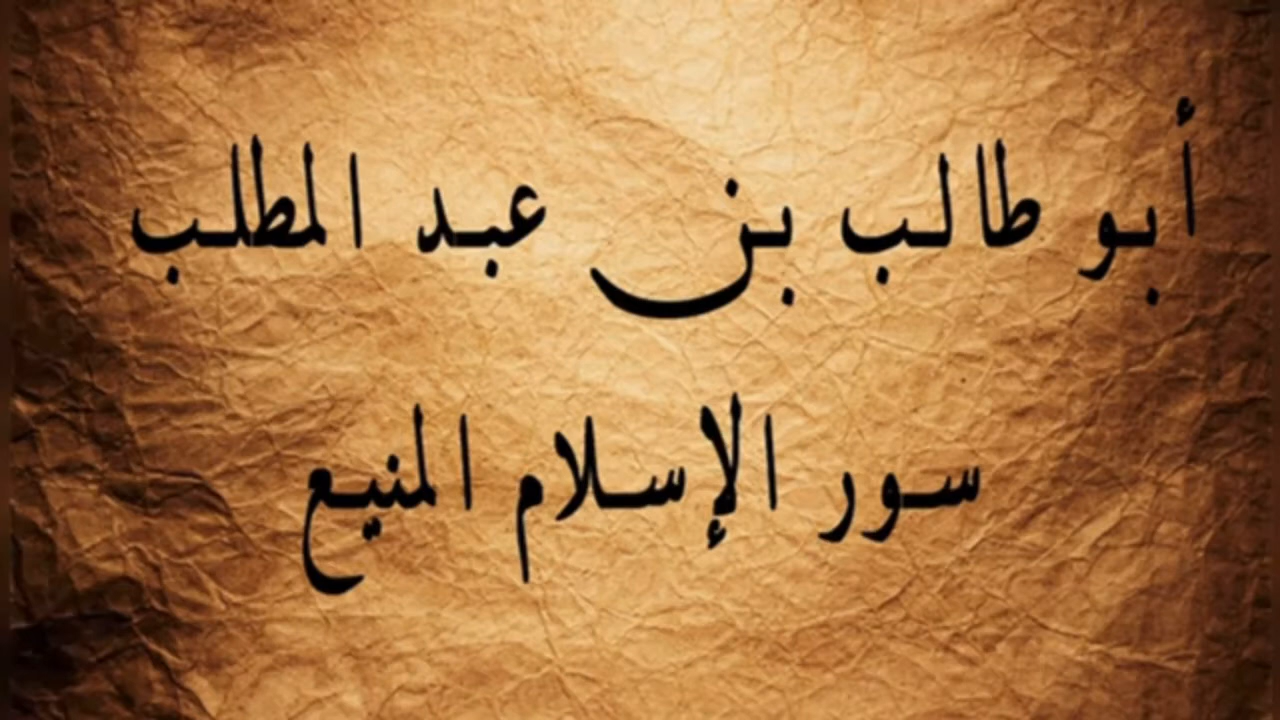 أبو طالب بن عبد المطلب
سور الإسلام المنيع